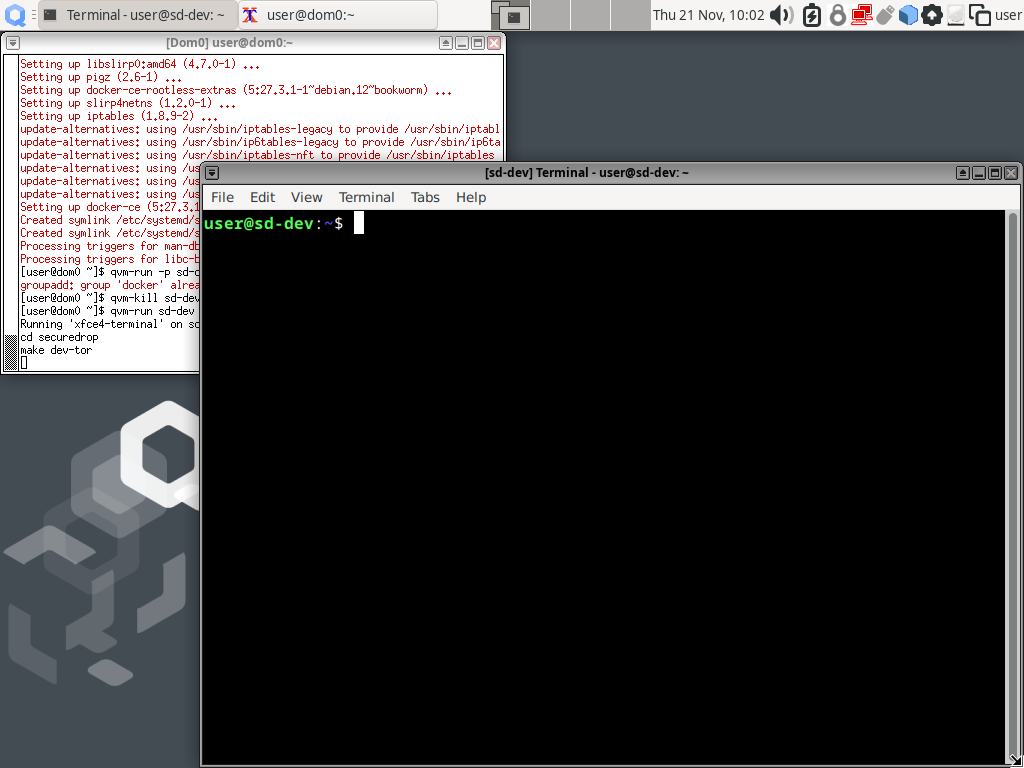 Terminal - user@sd-dev: ~
user@dom0:~
Thu 21 Nov, 10:02
user
[Dom0] user@dom0:~
Setting up libslirp0:amd64 (4.7.0-1) ...
Setting up pigz (2.6-1) ...
Setting up docker-ce-rootless-extras (5:27.3.1-1~debian.12~bookworm) ...
Setting up slirp4netns (1.2.0-1) ...
Setting up iptables (1.8.9-2) ...
update-alternatives: using /usr/sbin/iptables-legacy to provide /usr/sbin/iptabl
update-alternatives: using /usr/sbin/ip6tables-legacy to provide /usr/sbin/ip6ta
update-alternatives: using /usr/sbin/iptables-nft to provide /usr/sbin/iptables
update-alternatives: using /us
update-alternatives: using /us
update-alternatives: using /us
Setting up docker-ce (5:27.3.1
Created symlink /etc/systemd/s
Created symlink /etc/systemd/s
Processing triggers for man-db
Processing triggers for libc-b
[user@dom0 ~]$ qvm-run -p sd-d
groupadd: group 'docker' alrea
[user@dom0 ~]$ qvm-kill sd-dev
[user@dom0 ~]$ qvm-run sd-dev
Running 'xfce4-terminal' on sd
cd securedrop
make dev-tor
[sd-dev] Terminal - user@sd-dev: ~
File Edit View Terminal Tabs Help
user@sd-dev:~$